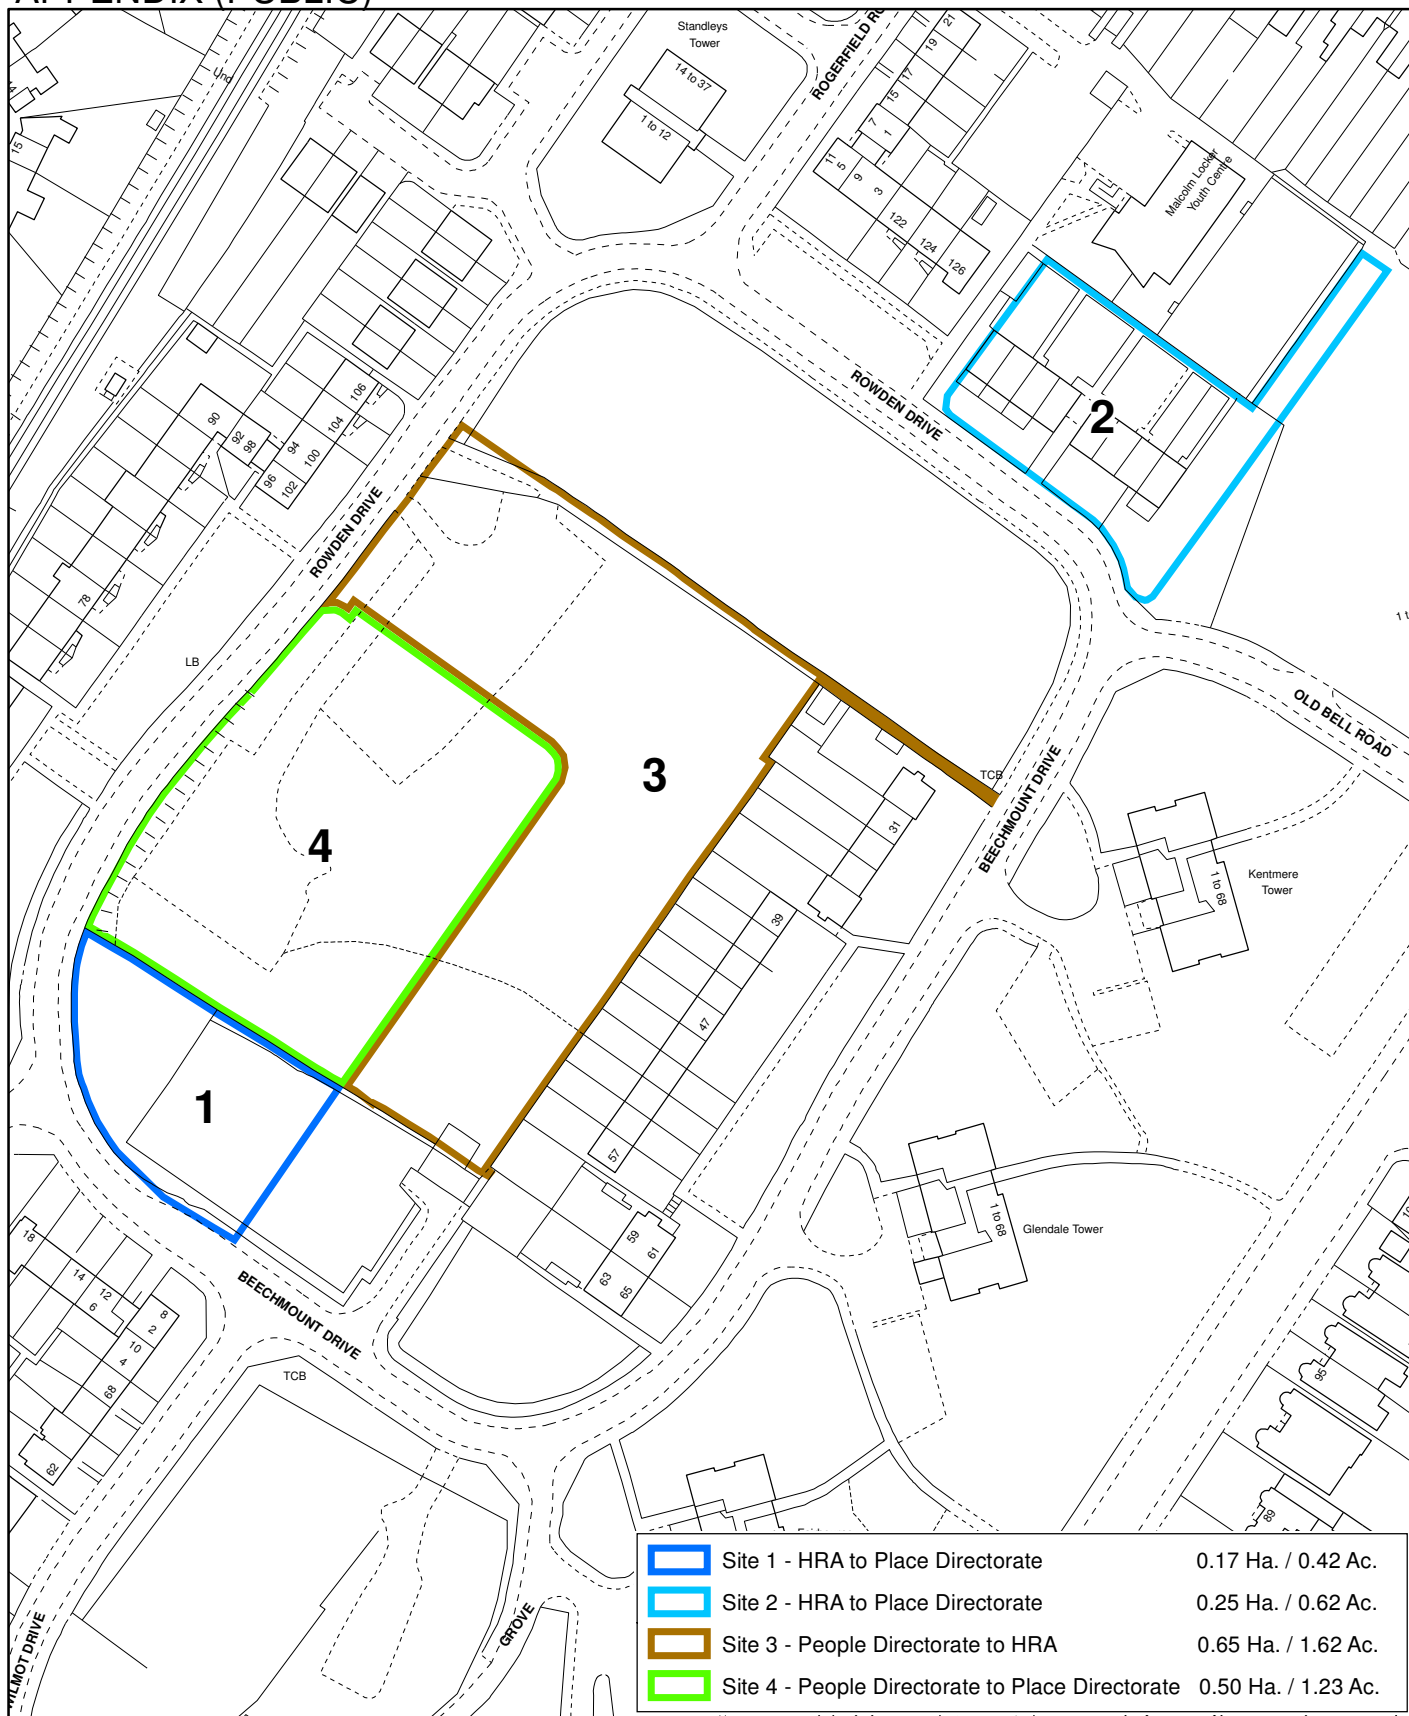 APPENDIX (PUBLIC)
Und
15
Standleys
Tower
14 to 37
1 to 12
ROGERFIELD RO
21
19
17
15
7
1
11
5
9
3
122
124
126
Malcolm Locker
Youth Centre
ROWDEN DRIVE
2
106
104
90
92
98
94
100
96
102
ROWDEN DRIVE
78
LB
3
4
1
TCB
31
BEECHMOUNT DRIVE
OLD BELL ROAD
39
47
57
Kentmere
Tower
1 to 68
Glendale Tower
1 to 68
59
61
63
65
18
14
12
6
8
2
10
4
68
62
BEECHMOUNT DRIVE
TCB
95
89
GROVE
WILMOT DRIVE
Site 1 - HRA to Place Directorate 0.17 Ha. / 0.42 Ac.
Site 2 - HRA to Place Directorate 0.25 Ha. / 0.62 Ac.
Site 3 - People Directorate to HRA 0.65 Ha. / 1.62 Ac.
Site 4 - People Directorate to Place Directorate 0.50 Ha. / 1.23 Ac.